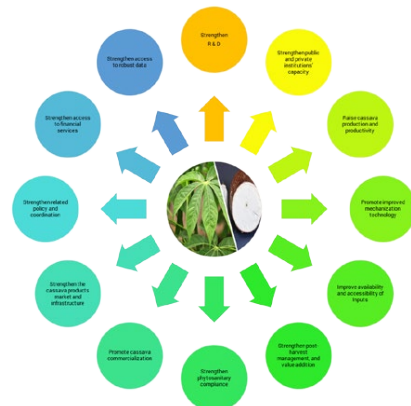 Strengthen
R & D
Strengthen public
and private
institutions'
capacity
Raise cassava
production and
productivity
Promote improved
mechanization
technology
Improve availability
and accessibility of
inputs
Strengthen post-
harvest
management, and
value addition
Strengthen
phytosanitary
compliance
Promote cassava
commercialization
Strengthen the
cassava products
market and
infrastructure
Strengthen related
policy and
coordination
Strengthen access
to financial
services
Strengthen access
to robust data